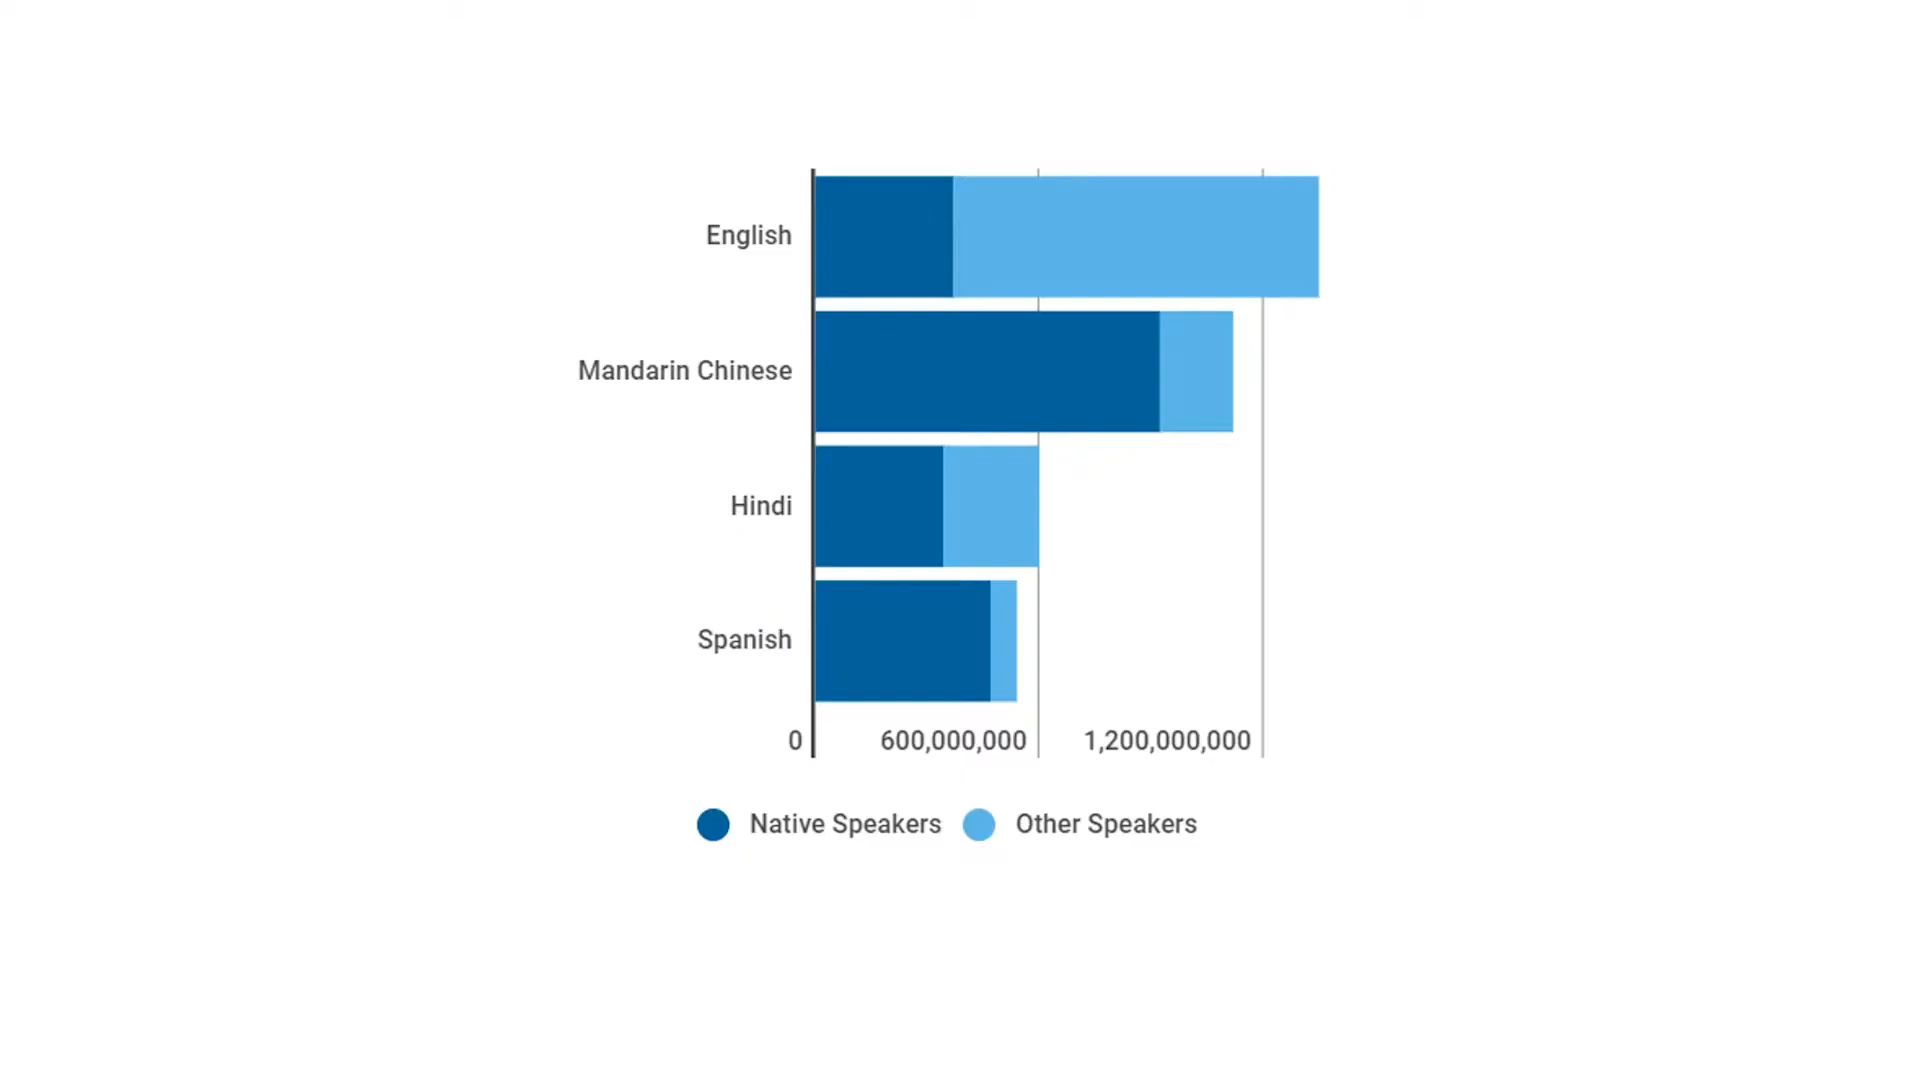 English
Mandarin Chinese
Hindi
Spanish
0 600,000,000 1,200,000,000
Native Speakers Other Speakers